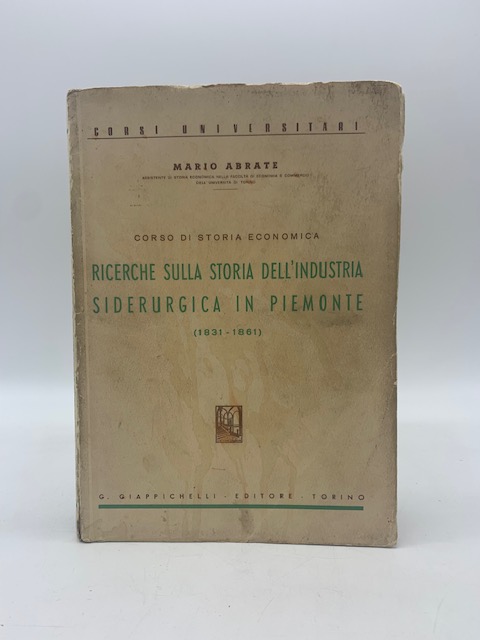 CORSI UNIVERSITARI
MARIO ABRATE
ASSISTENTE DI STORIA ECONOMICA NELLA FACOLTÀ DI ECONOMIA E COMMERCIO
DELL'UNIVERSITÀ DI TORINO
CORSO DI STORIA ECONOMICA
RICERCHE SULLA STORIA DELL'INDUSTRIA
SIDERURGICA IN PIEMONTE
(1831-1861)
G. GIAPPICHELLI - EDITORE - TORINO